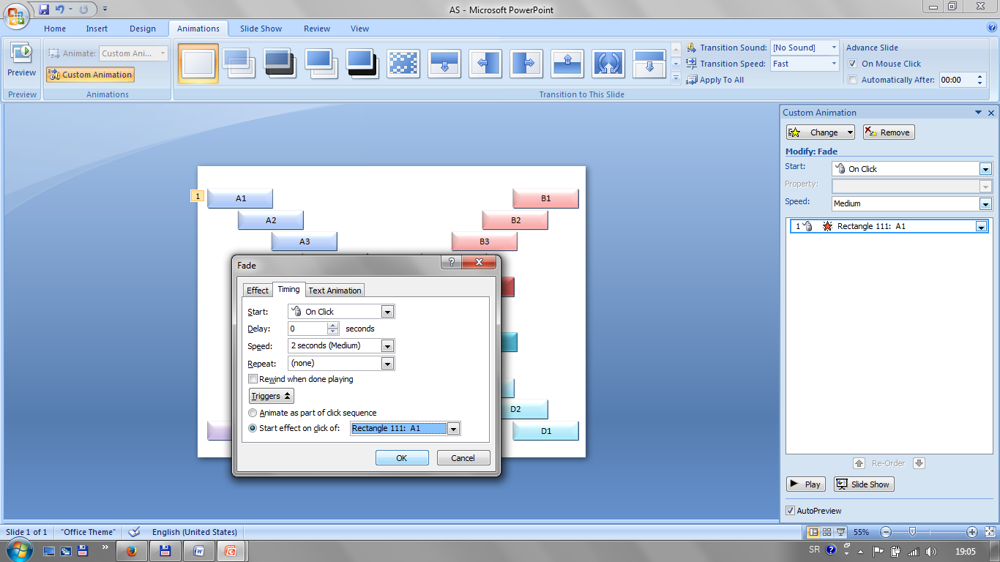 AS - Microsoft PowerPoint
Home Insert Design Animations Slide Show Review View
Preview
Animate: Custom Ani...
Custom Animation
Transition Sound: [No Sound]
Transition Speed: Fast
Apply To All
Advance Slide
On Mouse Click
Automatically After: 00:00
Preview Animations Transition to This Slide
1 A1 B1
A2 B2
A3 B3
D2
D1
Fade
Effect Timing Text Animation
Start: On Click
Delay: 0 seconds
Speed: 2 seconds (Medium)
Repeat: (none)
Rewind when done playing
Triggers
Animate as part of click sequence
Start effect on click of: Rectangle 111: A1
OK Cancel
Custom Animation
Change Remove
Modify: Fade
Start: On Click
Property:
Speed: Medium
1 Rectangle 111: A1
Re-Order
Play Slide Show
AutoPreview
Slide 1 of 1 "Office Theme" English (United States) 55%
SR 19:05